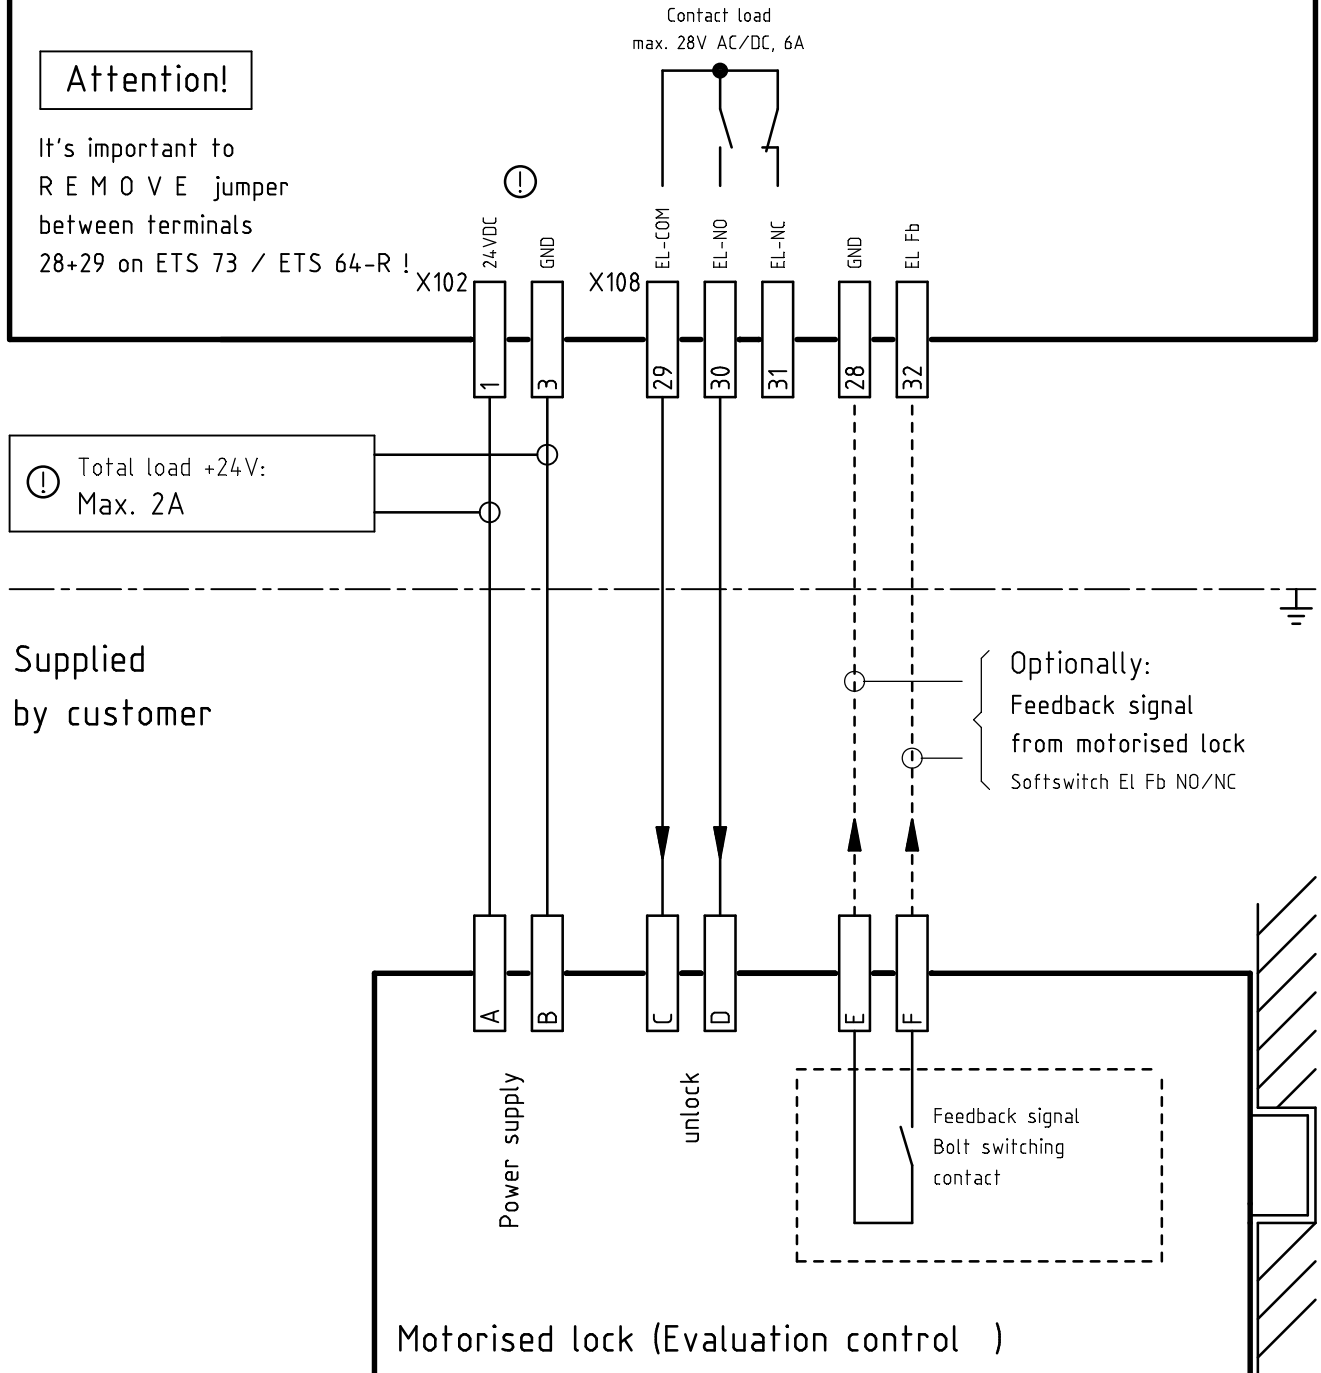 Contact load
max. 28V AC/DC, 6A
Attention!
It's important to
R E M O V E jumper
between terminals
28+29 on ETS 73 / ETS 64-R !
X102
24VDC
GND
X108
EL-COM
EL-NO
EL-NC
GND
EL Fb
1
3
29
30
31
28
32
! Total load +24V:
Max. 2A
!
Supplied
by customer
Optionally:
Feedback signal
from motorised lock
Softswitch El Fb NO/NC
A
B
C
D
E
F
Power supply
unlock
Feedback signal
Bolt switching
contact
Motorised lock (Evaluation control )